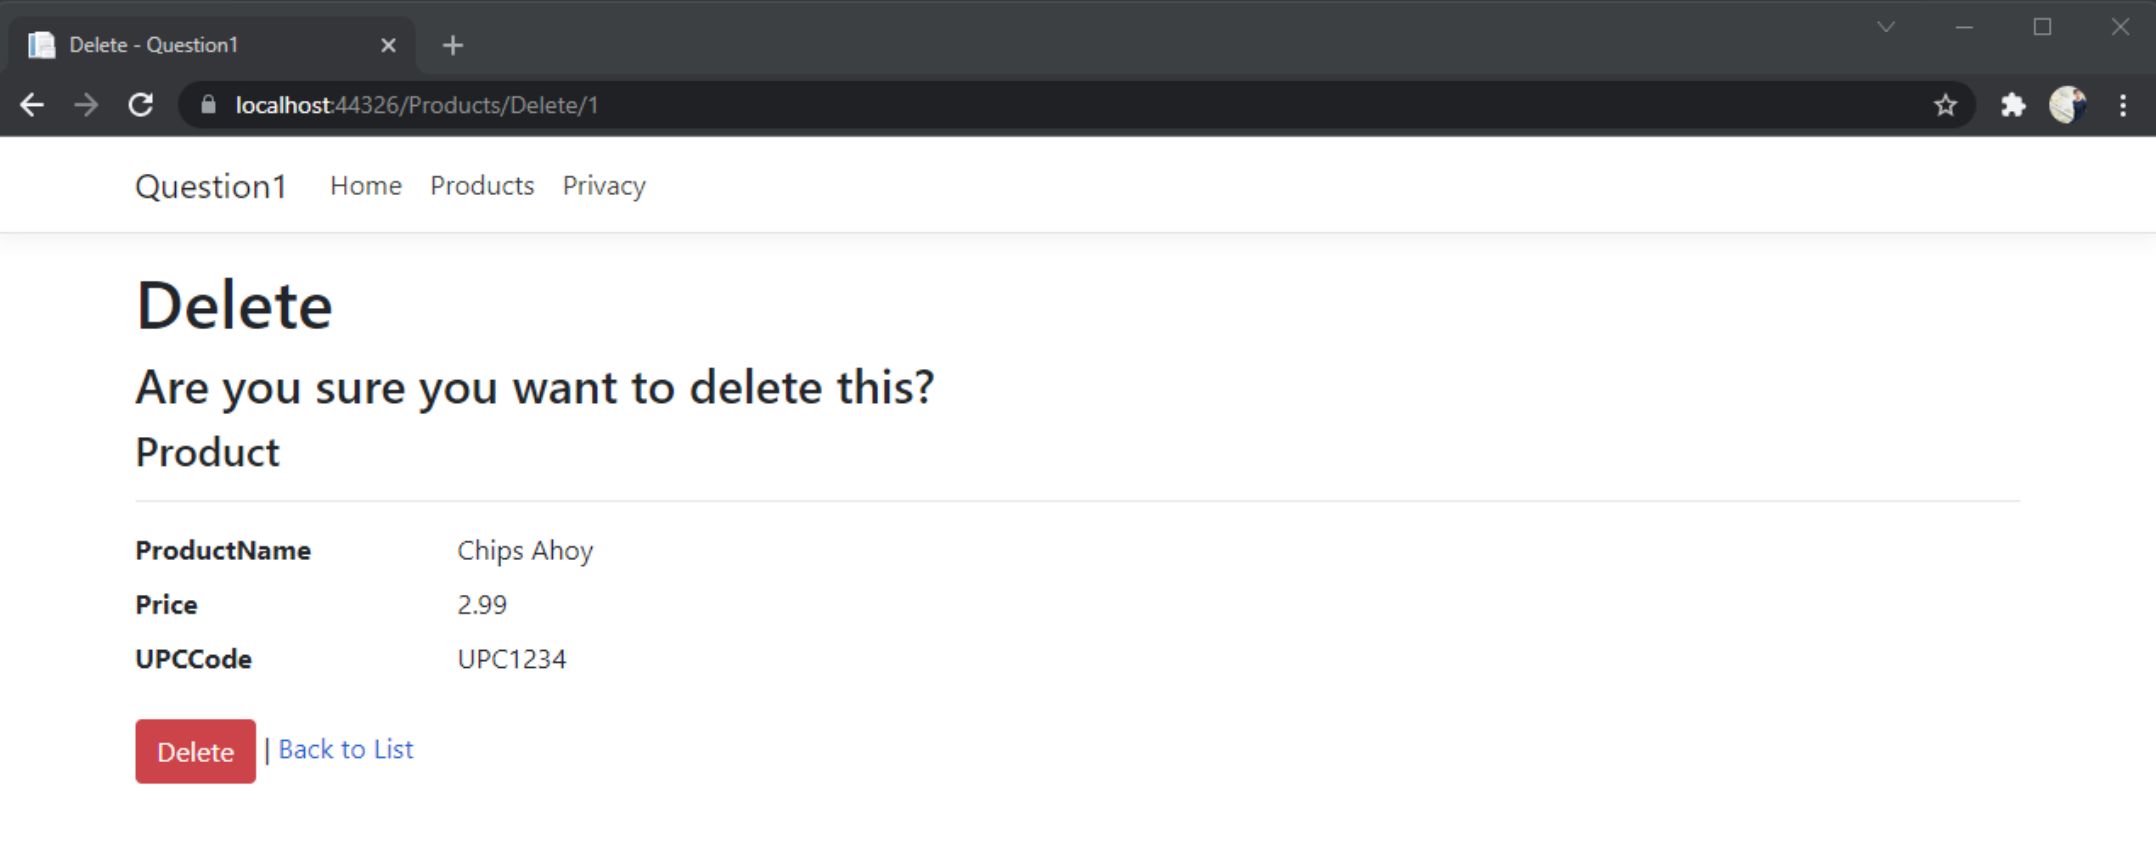 Delete - Question1
localhost:44326/Products/Delete/1
Question1 Home Products Privacy
Delete
Are you sure you want to delete this?
Product
ProductName Chips Ahoy
Price 2.99
UPCCode UPC1234
Delete | Back to List